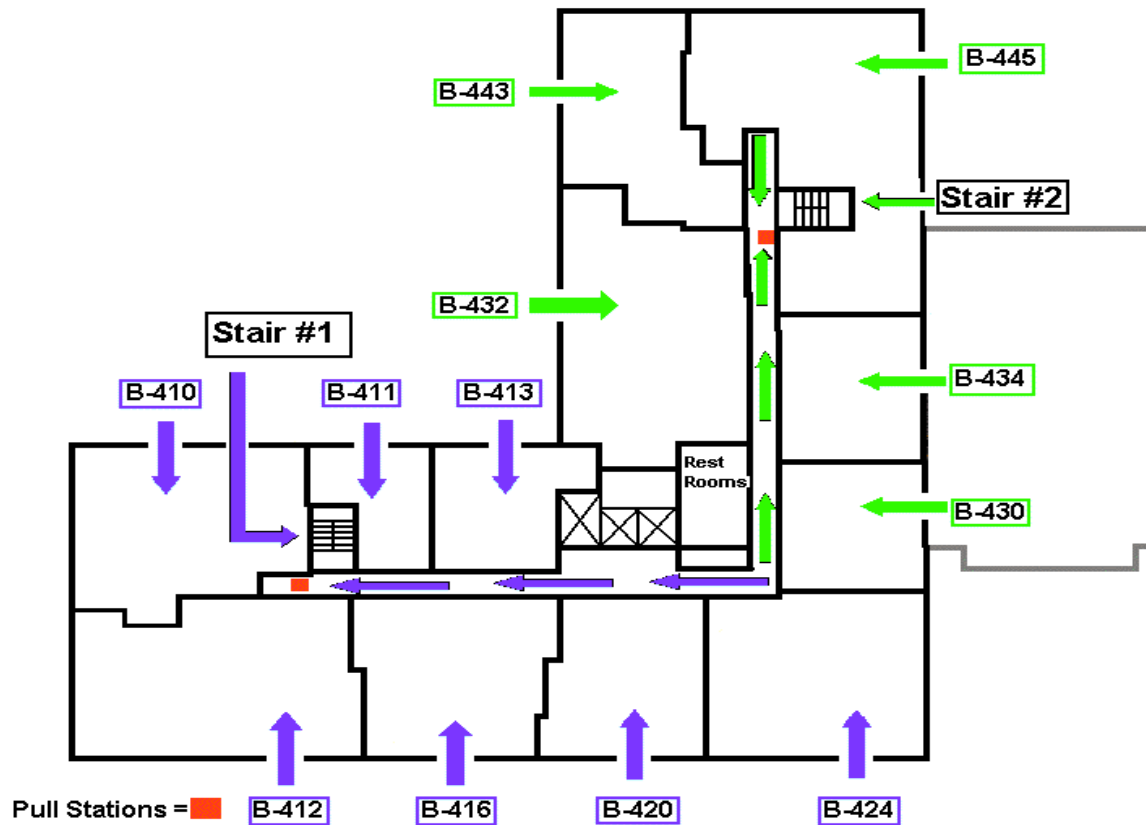 B-445
B-443
Stair #2
B-432
Stair #1
B-434
B-410
B-411
B-413
Rest
Rooms
B-430
Pull Stations =
B-412
B-416
B-420
B-424